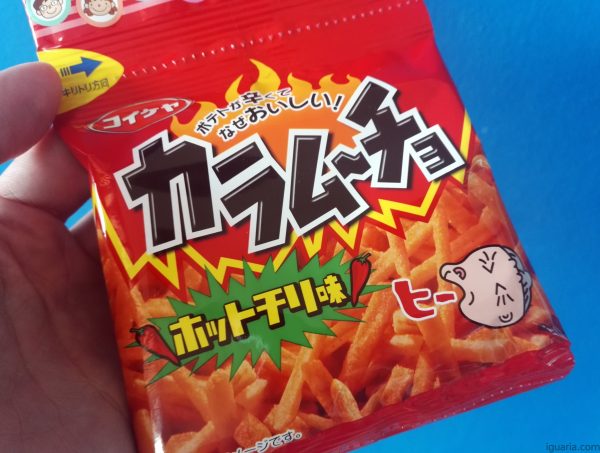 キリトリ方向
コイケヤ
ポテトが辛くて
なぜおいしい!
カラムーチョ
ホットチリ味
ヒー
メージです。
iguaria.com